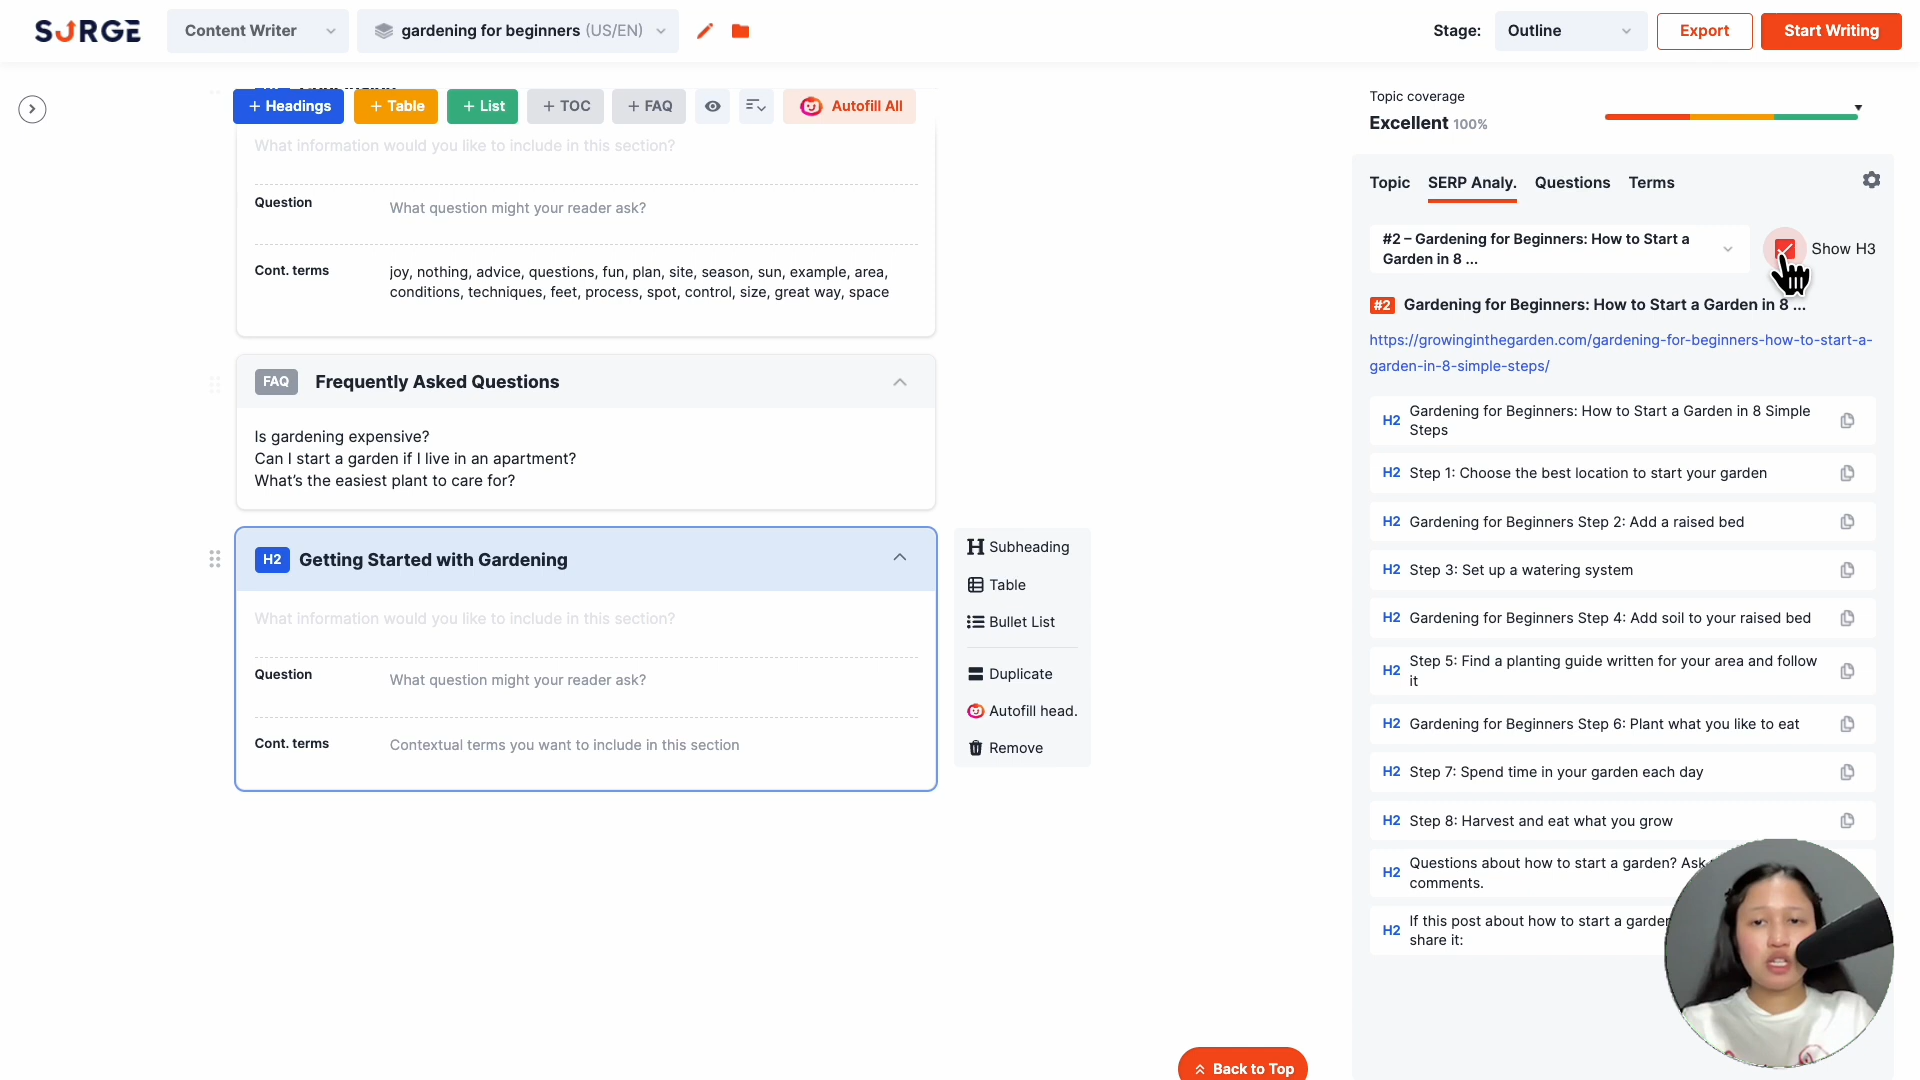 SURGE
Content Writer
gardening for beginners (US/EN)
Stage:
Outline
Export
Start Writing
+ Headings
+ Table
+ List
+ TOC
+ FAQ
Autofill All
What information would you like to include in this section?
Question
What question might your reader ask?
Cont. terms
joy, nothing, advice, questions, fun, plan, site, season, sun, example, area,
conditions, techniques, feet, process, spot, control, size, great way, space
FAQ
Frequently Asked Questions
Is gardening expensive?
Can I start a garden if I live in an apartment?
What's the easiest plant to care for?
H2
Getting Started with Gardening
What information would you like to include in this section?
Question
What question might your reader ask?
Cont. terms
Contextual terms you want to include in this section
Subheading
Table
Bullet List
Duplicate
Autofill head.
Remove
Back to Top
Topic coverage
Excellent 100%
Topic
SERP Analy.
Questions
Terms
#2 – Gardening for Beginners: How to Start a
Garden in 8 ...
Show H3
#2 Gardening for Beginners: How to Start a Garden in 8 ...
https://growinginthegarden.com/gardening-for-beginners-how-to-start-a-
garden-in-8-simple-steps/
H2 Gardening for Beginners: How to Start a Garden in 8 Simple
Steps
H2 Step 1: Choose the best location to start your garden
H2 Gardening for Beginners Step 2: Add a raised bed
H2 Step 3: Set up a watering system
H2 Gardening for Beginners Step 4: Add soil to your raised bed
H2 Step 5: Find a planting guide written for your area and follow
it
H2 Gardening for Beginners Step 6: Plant what you like to eat
H2 Step 7: Spend time in your garden each day
H2 Step 8: Harvest and eat what you grow
H2 Questions about how to start a garden? Ask
comments.
H2 If this post about how to start a garden
share it: